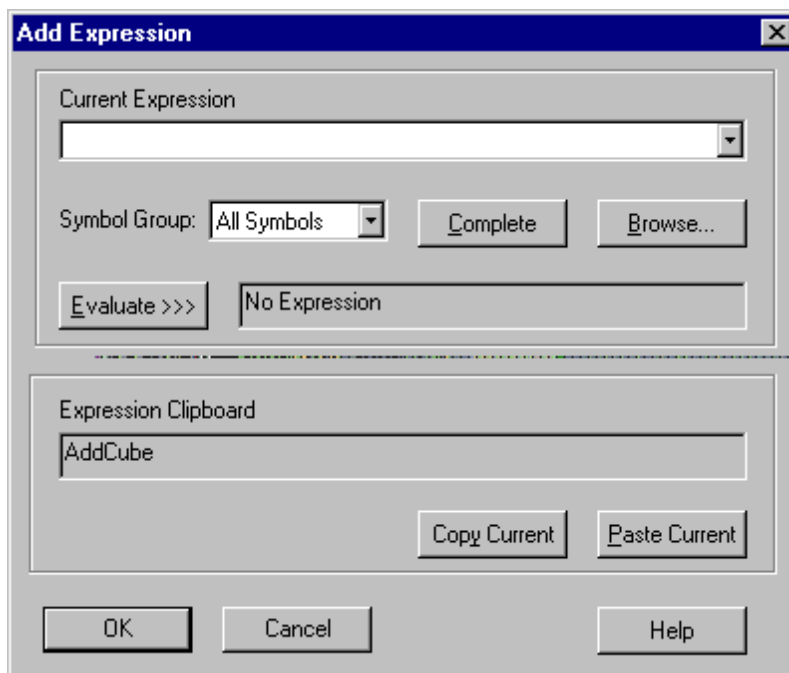 Add Expression
Current Expression
Symbol Group: All Symbols Complete Browse...
Evaluate >>> No Expression
Expression Clipboard
AddCube
Copy Current Paste Current
OK Cancel Help